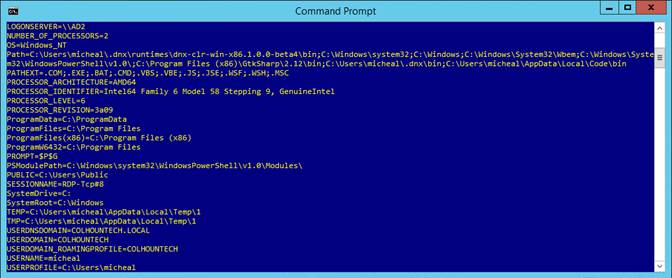 Command Prompt
LOGONSERVER=\\AD2
NUMBER_OF_PROCESSORS=2
OS=Windows_NT
Path=C:\Users\micheal\.dnx\runtimes\dnx-clr-win-x86.1.0.0-beta4\bin;C:\Windows\system32;C:\Windows;C:\Windows\System32\Wbem;C:\Windows\Syste
m32\WindowsPowerShell\v1.0\;C:\Program Files (x86)\GtkSharp\2.12\bin;C:\Users\micheal\.dnx\bin;C:\Users\micheal\AppData\Local\Code\bin
PATHEXT=.COM;.EXE;.BAT;.CMD;.VBS;.VBE;.JS;.JSE;.WSF;.WSH;.MSC
PROCESSOR_ARCHITECTURE=AMD64
PROCESSOR_IDENTIFIER=Intel64 Family 6 Model 58 Stepping 9, GenuineIntel
PROCESSOR_LEVEL=6
PROCESSOR_REVISION=3a09
ProgramData=C:\ProgramData
ProgramFiles=C:\Program Files
ProgramFiles(x86)=C:\Program Files (x86)
ProgramW6432=C:\Program Files
PROMPT=$P$G
PSModulePath=C:\Windows\system32\WindowsPowerShell\v1.0\Modules\
PUBLIC=C:\Users\Public
SESSIONNAME=RDP-Tcp#8
SystemDrive=C:
SystemRoot=C:\Windows
TEMP=C:\Users\micheal\AppData\Local\Temp\1
TMP=C:\Users\micheal\AppData\Local\Temp\1
USERDNSDOMAIN=COLHOUNTECH.LOCAL
USERDOMAIN=COLHOUNTECH
USERDOMAIN_ROAMINGPROFILE=COLHOUNTECH
USERNAME=micheal
USERPROFILE=C:\Users\micheal